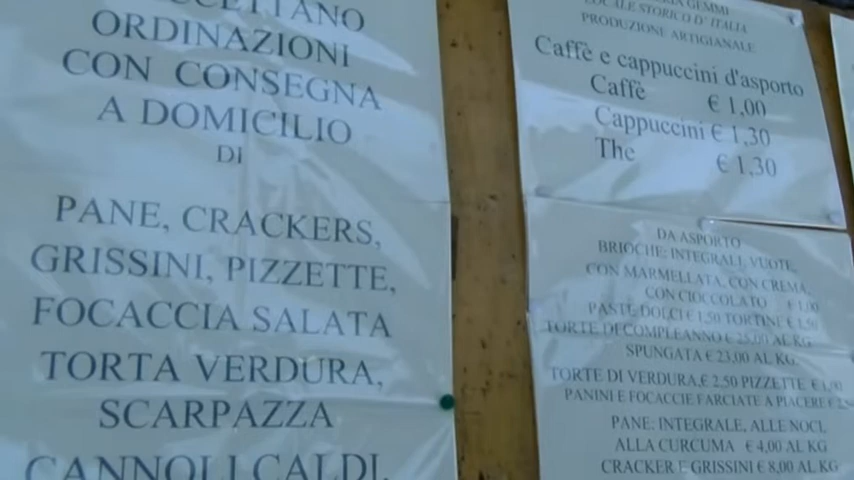 ACCETTANO
ORDINAZIONI
CON CONSEGNA
A DOMICILIO
DI
PANE, CRACKERS,
GRISSINI, PIZZETTE,
FOCACCIA SALATA
TORTA VERDURA,
SCARPAZZA
CANNOLI CALDI,
GEMMI
LOCALE STORICO D'ITALIA
PRODUZIONE ARTIGIANALE
Caffè e cappuccini d'asporto
Caffè € 1,00
Cappuccini € 1,30
The € 1,30
DA ASPORTO
BRIOCHE: INTEGRALI, VUOTE,
CON MARMELLATA, CON CREMA,
CON CIOCCOLATO € 1,00
PASTE DOLCI € 1,50 TORTINE € 1,50
TORTE DI COMPLEANNO € 25,00 AL KG.
SPUNGATA € 23,00 AL KG.
TORTE DI VERDURA,€ 2,50 PIZZETTE € 1,00
PANINI E FOCACCIE FARCIATE A PIACERE €
PANE: INTEGRALE, ALLE NOCI,
ALLA CURCUMA € 4,00 AL KG
CRACKER E GRISSINI € 8,00 AL KG